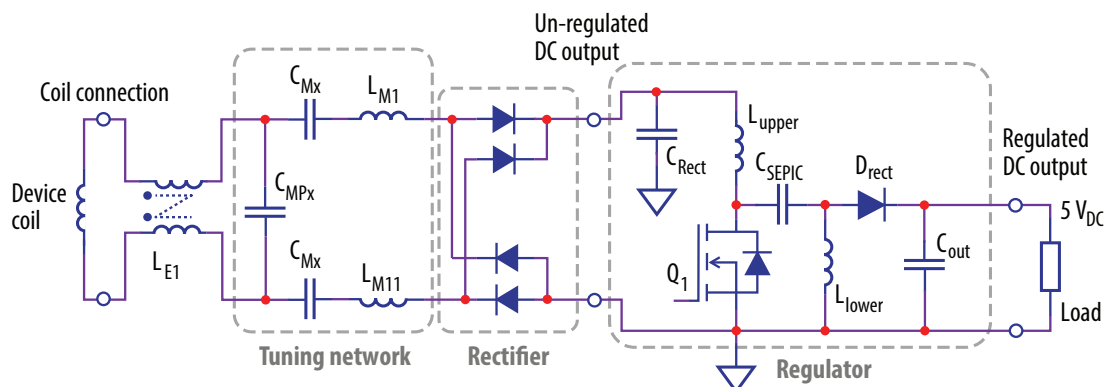 Un-regulated
DC output
Coil connection
C_Mx
L_M1
Device
coil
C_MPx
L_E1
C_Mx
L_M11
Tuning network
Rectifier
C_Rect
L_upper
C_SEPIC
D_rect
Q_1
L_lower
C_out
Regulator
Regulated
DC output
5 V_DC
Load